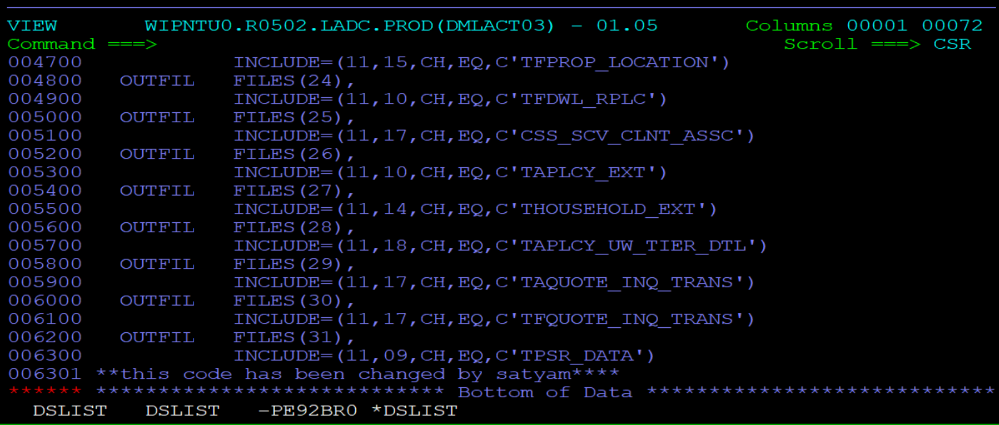 VIEW       WIPNTU0.R0502.LADC.PROD(DMLACT03) - 01.05       Columns 00001 00072
Command ===>                                                  Scroll ===> CSR
004700            INCLUDE=(11,15,CH,EQ,C'TFPROP_LOCATION')
004800   OUTFIL   FILES(24),
004900            INCLUDE=(11,10,CH,EQ,C'TFDWL_RPLC')
005000   OUTFIL   FILES(25),
005100            INCLUDE=(11,17,CH,EQ,C'CSS_SCV_CLNT_ASSC')
005200   OUTFIL   FILES(26),
005300            INCLUDE=(11,10,CH,EQ,C'TAPLCY_EXT')
005400   OUTFIL   FILES(27),
005500            INCLUDE=(11,14,CH,EQ,C'THOUSEHOLD_EXT')
005600   OUTFIL   FILES(28),
005700            INCLUDE=(11,18,CH,EQ,C'TAPLCY_UW_TIER_DTL')
005800   OUTFIL   FILES(29),
005900            INCLUDE=(11,17,CH,EQ,C'TAQUOTE_INQ_TRANS')
006000   OUTFIL   FILES(30),
006100            INCLUDE=(11,17,CH,EQ,C'TFQUOTE_INQ_TRANS')
006200   OUTFIL   FILES(31),
006300            INCLUDE=(11,09,CH,EQ,C'TPSR_DATA')
006301 **this code has been changed by satyam****
****** **************************** Bottom of Data ****************************
  DSLIST   DSLIST   -PE92BR0 *DSLIST